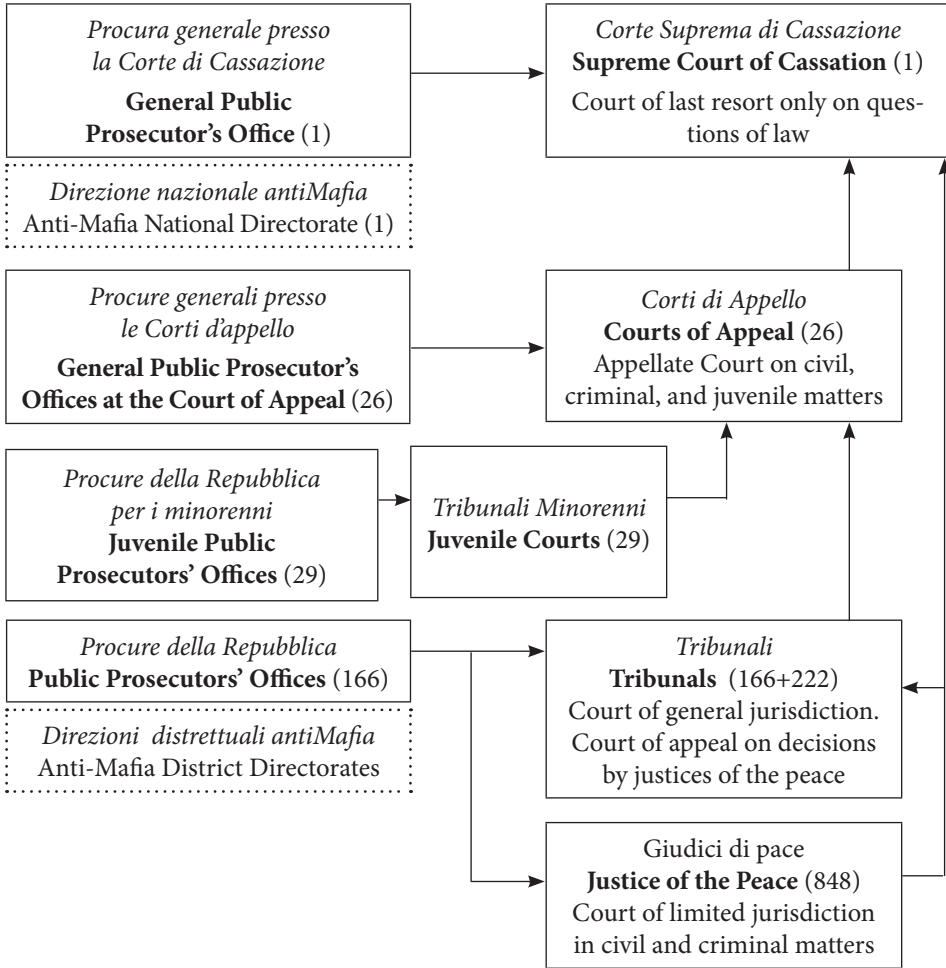 Procura generale presso
la Corte di Cassazione
General Public
Prosecutor's Office (1)
Corte Suprema di Cassazione
Supreme Court of Cassation (1)
Court of last resort only on ques-
tions of law
Direzione nazionale antiMafia
Anti-Mafia National Directorate (1)
Procure generali presso
le Corti d'appello
General Public Prosecutor's
Offices at the Court of Appeal (26)
Corti di Appello
Courts of Appeal (26)
Appellate Court on civil,
criminal, and juvenile matters
Procure della Repubblica
per i minorenni
Juvenile Public
Prosecutors' Offices (29)
Tribunali Minorenni
Juvenile Courts (29)
Procure della Repubblica
Public Prosecutors' Offices (166)
Direzioni distrettuali antiMafia
Anti-Mafia District Directorates
Tribunali
Tribunals (166+222)
Court of general jurisdiction.
Court of appeal on decisions
by justices of the peace
Giudici di pace
Justice of the Peace (848)
Court of limited jurisdiction
in civil and criminal matters